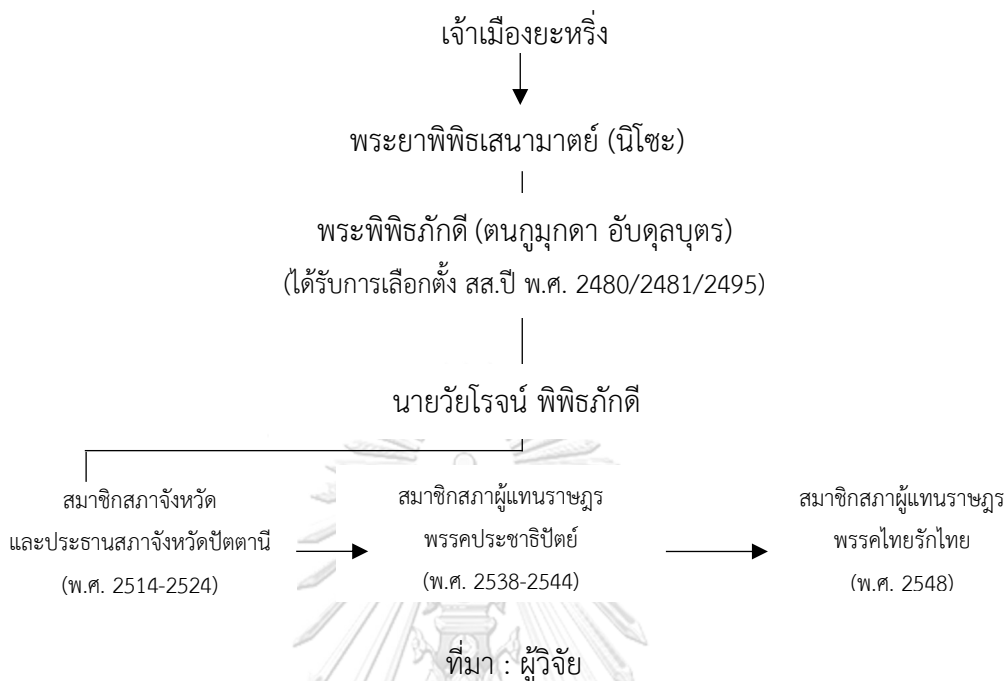 เจ้าเมืองยะหริ่ง
พระยาพิพิธเสนามาตย์ (นิโซะ)
พระพิพิธภักดี (ตนกูมุกดา อับดุลบุตร)
(ได้รับการเลือกตั้ง สส.ปี พ.ศ. 2480/2481/2495)
นายวัยโรจน์ พิพิธภักดี
สมาชิกสภาจังหวัด
และประธานสภาจังหวัดปัตตานี
(พ.ศ. 2514-2524)
สมาชิกสภาผู้แทนราษฎร
พรรคประชาธิปัตย์
(พ.ศ. 2538-2544)
สมาชิกสภาผู้แทนราษฎร
พรรคไทยรักไทย
(พ.ศ. 2548)
ที่มา : ผู้วิจัย